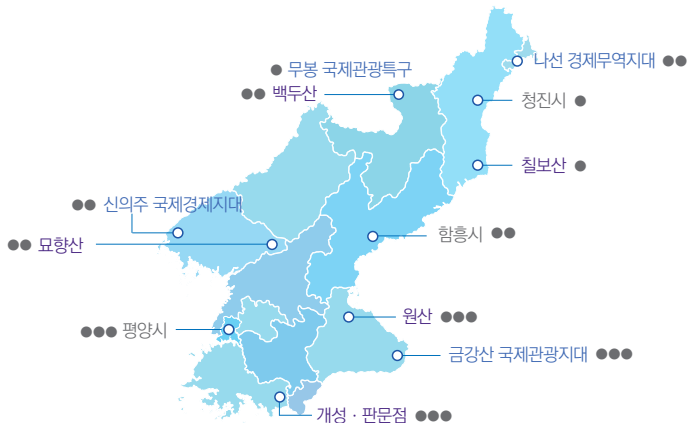 나선 경제무역지대 ●●
● 무봉 국제관광특구
●● 백두산
청진시 ●
칠보산 ●
●● 신의주 국제경제지대
함흥시 ●●
●● 묘향산
원산 ●●●
●●● 평양시
금강산 국제관광지대 ●●●
개성 · 판문점 ●●●